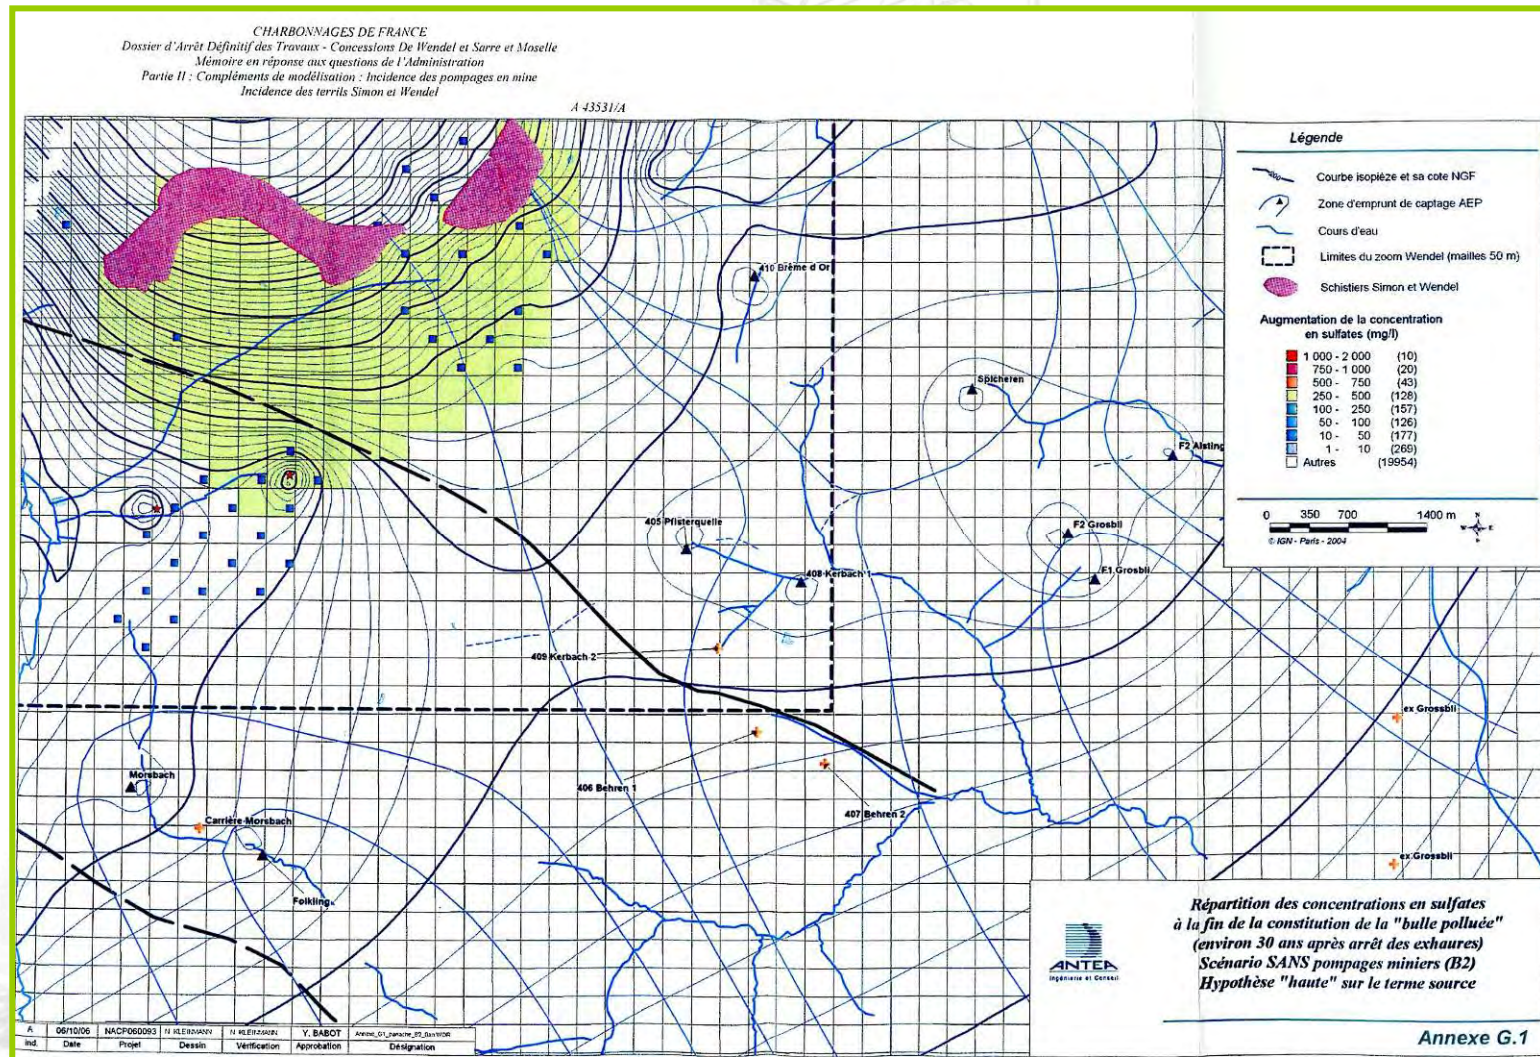 CHARBONNAGES DE FRANCE
Dossier d'Arrêt Définitif des Travaux - Concessions De Wendel et Sarre et Moselle
Mémoire en réponse aux questions de l'Administration
Partie II : Compléments de modélisation : Incidence des pompages en mine
Incidence des terrils Simon et Wendel
A 43531/A
Légende
Courbe isopièze et sa cote NGF
Zone d'emprunt de captage AEP
Cours d'eau
Limites du zoom Wendel (mailles 50 m)
Schistiers Simon et Wendel
Augmentation de la concentration
en sulfates (mg/l)
1 000 - 2 000 (10)
750 - 1 000 (20)
500 - 750 (43)
250 - 500 (128)
100 - 250 (157)
50 - 100 (126)
10 - 50 (177)
1 - 10 (269)
Autres (19954)
0 350 700 1400 m
N
W E
S
© IGN - Paris - 2004
410 Brème d'Or
Spicheren
F2 Alsting
405 Pfisterquelle
F2 Grosbli
408 Kerbach 1
F1 Grosbli
409 Kerbach 2
ex Grossbli
Morsbach
406 Behren 1
Carrière Morsbach
407 Behren 2
ex Grossbli
Folkling
ANTEA
Ingénierie et Conseil
Répartition des concentrations en sulfates
à la fin de la constitution de la "bulle polluée"
(environ 30 ans après arrêt des exhaures)
Scénario SANS pompages miniers (B2)
Hypothèse "haute" sur le terme source
Annexe G.1
A 06/10/06 NACP060093 N. KLEINMANN N. KLEINMANN Y. BABOT
Ind. Date Projet Dessin Vérification Approbation Désignation